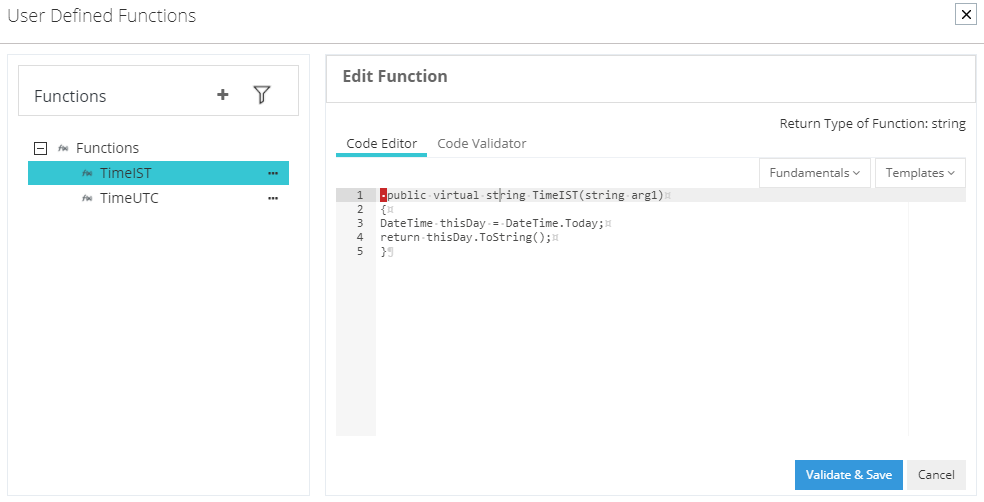 User Defined Functions
Functions
Functions
TimeIST
TimeUTC
Edit Function
Return Type of Function: string
Code Editor Code Validator
Fundamentals Templates
1 public virtual string TimeIST(string arg1)
2 {
3 DateTime thisDay = DateTime.Today;
4 return thisDay.ToString();
5 }
Validate & Save Cancel